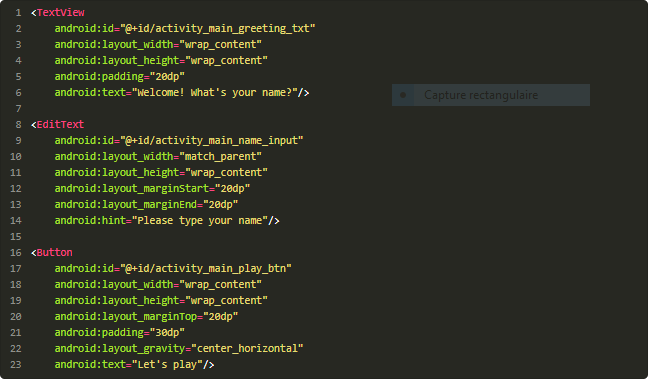 1 <TextView
2 android:id="@+id/activity_main_greeting_txt"
3 android:layout_width="wrap_content"
4 android:layout_height="wrap_content"
5 android:padding="20dp"
6 android:text="Welcome! What's your name?"/>
Capture rectangulaire
7
8 <EditText
9 android:id="@+id/activity_main_name_input"
10 android:layout_width="match_parent"
11 android:layout_height="wrap_content"
12 android:layout_marginStart="20dp"
13 android:layout_marginEnd="20dp"
14 android:hint="Please type your name"/>
15
16 <Button
17 android:id="@+id/activity_main_play_btn"
18 android:layout_width="wrap_content"
19 android:layout_height="wrap_content"
20 android:layout_marginTop="20dp"
21 android:padding="30dp"
22 android:layout_gravity="center_horizontal"
23 android:text="Let's play"/>